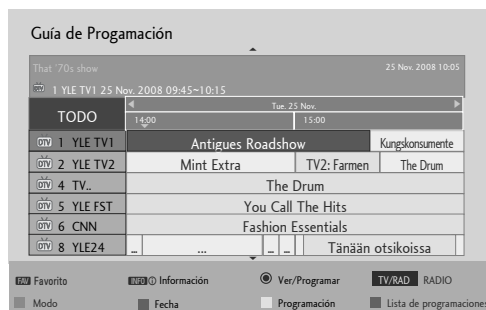 Guía de Progamación
That ’70s show 25 Nov. 2008 10:05
1 YLE TV1 25 Nov. 2008 09:45~10:15
TODO
Tue. 25 Nov.
14:00 15:00
DTV 1 YLE TV1 Antigues Roadshow Kungskonsumente
DTV 2 YLE TV2 Mint Extra TV2: Farmen The Drum
DTV 4 TV.. The Drum
DTV 5 YLE FST You Call The Hits
DTV 6 CNN Fashion Essentials
DTV 8 YLE24 ... ... ... ... Tänään otsikoissa
FAV Favorito INFO ⓘ Información Ver/Programar TV/RAD RADIO
Modo Fecha Programación Lista de programaciones